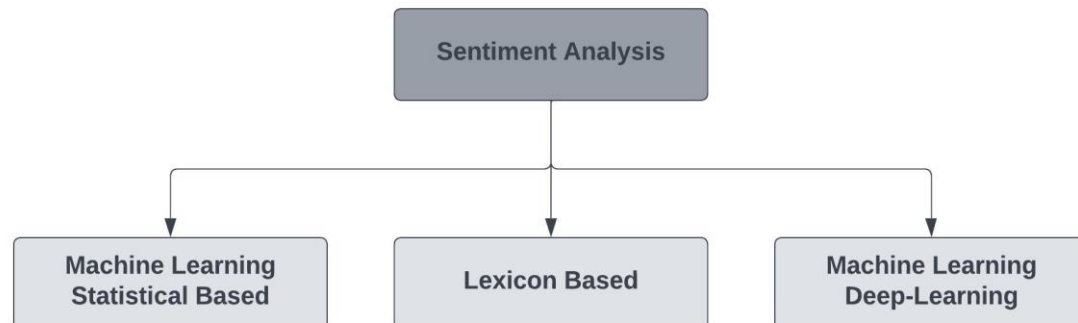 Sentiment Analysis
Machine Learning
Statistical Based
Lexicon Based
Machine Learning
Deep-Learning